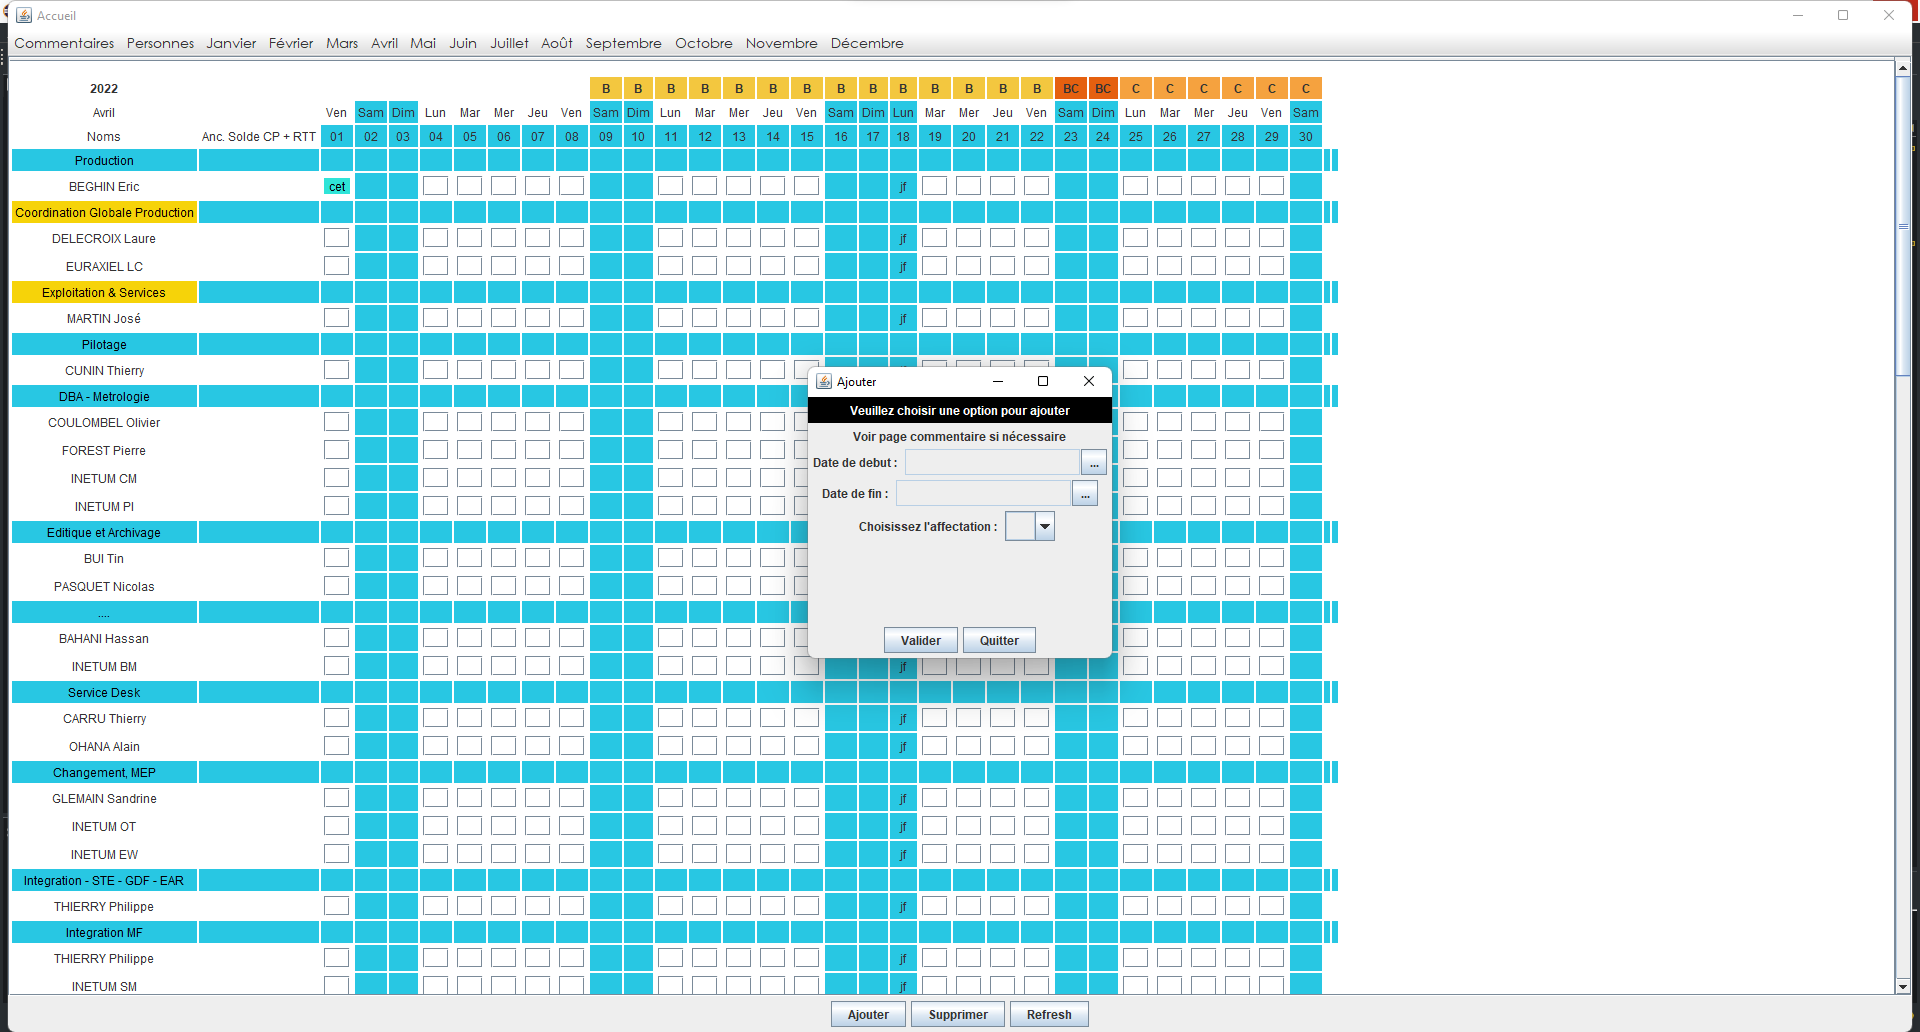 Accueil
Commentaires Personnes Janvier Février Mars Avril Mai Juin Juillet Août Septembre Octobre Novembre Décembre
2022 B B B B B B B B B B B B B B BC BC C C C C C C
Avril Ven Sam Dim Lun Mar Mer Jeu Ven Sam Dim Lun Mar Mer Jeu Ven Sam Dim Lun Mar Mer Jeu Ven Sam Dim Lun Mar Mer Jeu Ven Sam
Noms Anc. Solde CP + RTT 01 02 03 04 05 06 07 08 09 10 11 12 13 14 15 16 17 18 19 20 21 22 23 24 25 26 27 28 29 30
Production
BEGHIN Eric cet jf
Coordination Globale Production
DELECROIX Laure jf
EURAXIEL LC jf
Exploitation & Services
MARTIN José jf
Pilotage
CUNIN Thierry
DBA - Metrologie
COULOMBEL Olivier
FOREST Pierre
INETUM CM
INETUM PI
Editique et Archivage
BUI Tin
PASQUET Nicolas
....
BAHANI Hassan
INETUM BM jf
Service Desk
CARRU Thierry jf
OHANA Alain jf
Changement, MEP
GLEMAIN Sandrine jf
INETUM OT jf
INETUM EW jf
Integration - STE - GDF - EAR
THIERRY Philippe jf
Integration MF
THIERRY Philippe jf
INETUM SM jf
Ajouter
Veuillez choisir une option pour ajouter
Voir page commentaire si nécessaire
Date de debut : ...
Date de fin : ...
Choisissez l'affectation :
Valider Quitter
Ajouter Supprimer Refresh